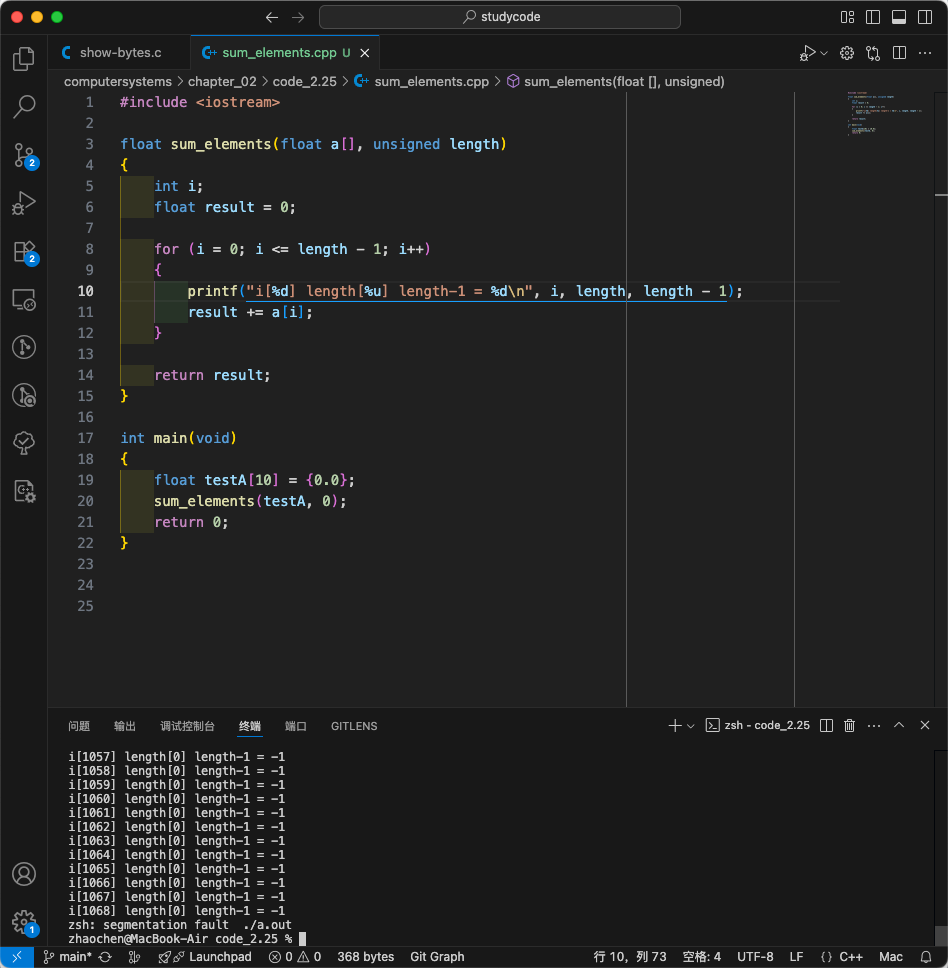 studycode
show-bytes.c
sum_elements.cpp U
computersystems > chapter_02 > code_2.25 > sum_elements.cpp > sum_elements(float [], unsigned)
1 #include <iostream>
2
3 float sum_elements(float a[], unsigned length)
4 {
5 int i;
6 float result = 0;
7
8 for (i = 0; i <= length - 1; i++)
9 {
10 printf("i[%d] length[%u] length-1 = %d\n", i, length, length - 1);
11 result += a[i];
12 }
13
14 return result;
15 }
16
17 int main(void)
18 {
19 float testA[10] = {0.0};
20 sum_elements(testA, 0);
21 return 0;
22 }
23
24
25
2
2
1
问题 输出 调试控制台 终端 端口 GITLENS
zsh - code_2.25
i[1057] length[0] length-1 = -1
i[1058] length[0] length-1 = -1
i[1059] length[0] length-1 = -1
i[1060] length[0] length-1 = -1
i[1061] length[0] length-1 = -1
i[1062] length[0] length-1 = -1
i[1063] length[0] length-1 = -1
i[1064] length[0] length-1 = -1
i[1065] length[0] length-1 = -1
i[1066] length[0] length-1 = -1
i[1067] length[0] length-1 = -1
i[1068] length[0] length-1 = -1
zsh: segmentation fault ./a.out
zhaochen@MacBook-Air code_2.25 %
main* Launchpad 0 0 368 bytes Git Graph 行 10，列 73 空格: 4 UTF-8 LF {} C++ Mac